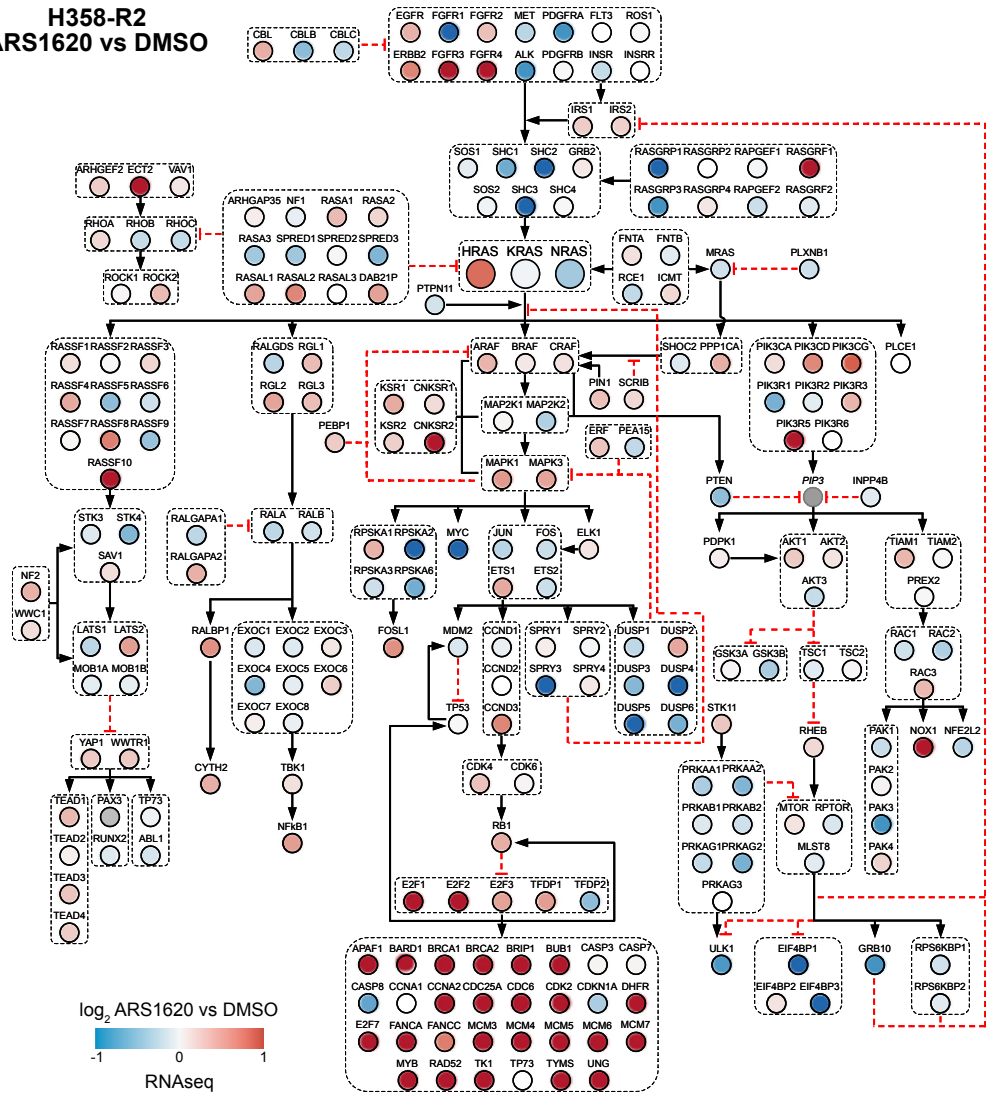 H358-R2
ARS1620 vs DMSO
CBL CBLB CBLC
EGFR FGFR1 FGFR2 MET PDGFRA FLT3 ROS1
ERBB2 FGFR3 FGFR4 ALK PDGFRB INSR INSRR
IRS1 IRS2
SOS1 SHC1 SHC2 GRB2
SOS2 SHC3 SHC4
RASGRP1 RASGRP2 RAPGEF1 RASGRF1
RASGRP3 RASGRP4 RAPGEF2 RASGRF2
ARHGEF2 ECT2 VAV1
RHOA RHOB RHOC
ROCK1 ROCK2
ARHGAP35 NF1 RASA1 RASA2
RASA3 SPRED1 SPRED2 SPRED3
RASAL1 RASAL2 RASAL3 DAB21P
HRAS KRAS NRAS
FNTA FNTB
RCE1 ICMT
MRAS PLXNB1
PTPN11
RASSF1 RASSF2 RASSF3
RASSF4 RASSF5 RASSF6
RASSF7 RASSF8 RASSF9
RASSF10
RALGDS RGL1
RGL2 RGL3
PEBP1
KSR1 CNKSR1
KSR2 CNKSR2
ARAF BRAF CRAF
MAP2K1 MAP2K2
MAPK1 MAPK3
PIN1 SCRIB
ERF PEA15
SHOC2 PPP1CA
PIK3CA PIK3CD PIK3CG
PIK3R1 PIK3R2 PIK3R3
PIK3R5 PIK3R6
PLCE1
PTEN PIP3 INPP4B
STK3 STK4
SAV1
RALGAPA1
RALGAPA2
RALA RALB
RPSKA1 RPSKA2
RPSKA3 RPSKA6
MYC
JUN FOS
ETS1 ETS2
ELK1
PDPK1
AKT1 AKT2
AKT3
TIAM1 TIAM2
PREX2
NF2
WWC1
LATS1 LATS2
MOB1A MOB1B
RALBP1
EXOC1 EXOC2 EXOC3
EXOC4 EXOC5 EXOC6
EXOC7 EXOC8
FOSL1
MDM2
TP53
CCND1
CCND2
CCND3
SPRY1 SPRY2
SPRY3 SPRY4
DUSP1 DUSP2
DUSP3 DUSP4
DUSP5 DUSP6
GSK3A GSK3B
TSC1 TSC2
RAC1 RAC2
RAC3
STK11
RHEB
PAK1
PAK2
PAK3
PAK4
NOX1 NFE2L2
YAP1 WWTR1
TEAD1
TEAD2
TEAD3
TEAD4
PAX3
RUNX2
TP73
ABL1
CYTH2
TBK1
NFkB1
CDK4 CDK6
RB1
PRKAA1 PRKAA2
PRKAB1 PRKAB2
PRKAG1 PRKAG2
PRKAG3
MTOR RPTOR
MLST8
E2F1 E2F2 E2F3 TFDP1 TFDP2
ULK1
EIF4BP1
EIF4BP2 EIF4BP3
GRB10
RPS6KBP1
RPS6KBP2
APAF1 BARD1 BRCA1 BRCA2 BRIP1 BUB1 CASP3 CASP7
CASP8 CCNA1 CCNA2 CDC25A CDC6 CDK2 CDKN1A DHFR
E2F7 FANCA FANCC MCM3 MCM4 MCM5 MCM6 MCM7
MYB RAD52 TK1 TP73 TYMS UNG
log2 ARS1620 vs DMSO
-1 0 1
RNAseq